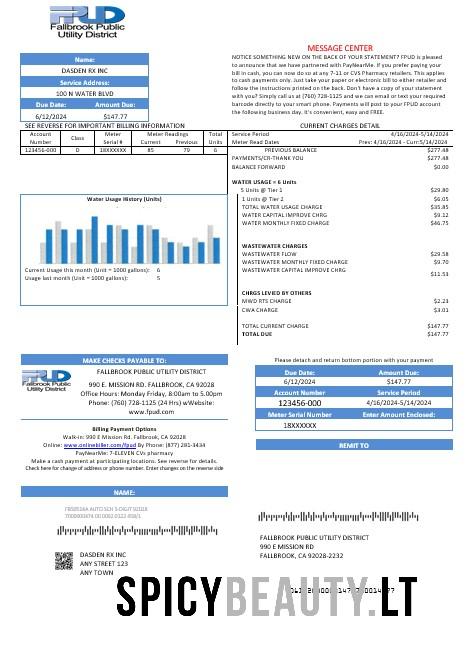 FPUD
Fallbrook Public
Utility District
Name:
DASDEN RX INC
Service Address:
100 N WATER BLVD
Due Date: Amount Due:
6/12/2024 $147.77
MESSAGE CENTER
NOTICE SOMETHING NEW ON THE BACK OF YOUR STATEMENT? FPUD is
pleased to announce that we have partnered with PayNearMe. If you prefer paying your
bill in cash, you can now do so at any 7-11 or CVS Pharmacy retailers. This applies
to cash payments only. Just take your paper or electronic bill to either retailer and
follow the instructions printed on the back. Don't have a copy of your statement
with you? Simply call us at (760) 728-1125 and we can email or text your required
barcode directly to your smart phone. Payments will post to your FPUD account
the following business day. It's convenient, easy and FREE.
SEE REVERSE FOR IMPORTANT BILLING INFORMATION
Account Number Class Meter Serial # Meter Readings Current Previous Total Units
123456-000 D 18XXXXXX 85 79 6
CURRENT CHARGES DETAIL
Service Period 4/16/2024-5/14/2024
Meter Read Dates Prev: 4/16/2024 - Curr:5/14/2024
PREVIOUS BALANCE $277.48
PAYMENTS/CR-THANK YOU $277.48
BALANCE FORWARD $0.00
WATER USAGE = 6 Units
5 Units @ Tier 1 $29.80
1 Units @ Tier 2 $6.05
TOTAL WATER USAGE CHARGE $35.85
WATER CAPITAL IMPROVE CHRG $9.12
WATER MONTHLY FIXED CHARGE $46.75
WASTEWATER CHARGES
WASTEWATER FLOW $29.58
WASTEWATER MONTHLY FIXED CHARGE $9.70
WASTEWATER CAPITAL IMPROVE CHRG $11.53
CHRGS LEVIED BY OTHERS
MWD RTS CHARGE $2.23
CWA CHARGE $3.01
TOTAL CURRENT CHARGE $147.77
TOTAL DUE $147.77
Water Usage History (Units)
Current Usage this month (Unit = 1000 gallons): 6
Usage last month (Unit = 1000 gallons): 5
MAKE CHECKS PAYABLE TO:
FPUD
Fallbrook Public
Utility District
FALLBROOK PUBLIC UTILITY DISTRICT
990 E. MISSION RD. FALLBROOK, CA 92028
Office Hours: Monday Friday, 8:00am to 5.00pm
Phone: (760) 728-1125 (24 Hrs) wWebsite:
www.fpud.com
Billing Payment Options
Walk-in: 990 E Mission Rd. Fallbrook, CA 92028
Online: www.onlinebiller.com/fpud By Phone: (877) 281-3434
PayNearMe: 7-ELEVEN CVs pharmacy
Make a cash payment at participating locations. See reverse for details.
Check here for change of address or phone number. Enter changes on the reverse side
Please detach and return bottom portion with your payment
Due Date: Amount Due:
6/12/2024 $147.77
Account Number Service Period
123456-000 4/16/2024-5/14/2024
Meter Serial Number Enter Amount Enclosed:
18XXXXXX
REMIT TO
NAME:
DASDEN RX INC
ANY STREET 123
ANY TOWN
FALLBROOK PUBLIC UTILITY DISTRICT
990 E MISSION RD
FALLBROOK, CA 92028-2232
SPICYBEAUTY.LT